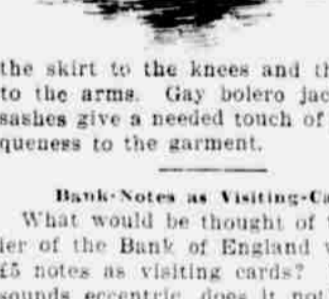 the skirt to the knees and th
to the arms. Gay bolero jac
sashes give a needed touch of
queness to the garment.
Bank-Notes as Visiting-Ca
What would be thought of t
ier of the Bank of England w
£5 notes as visiting cards?
sounds eccentric, does it not